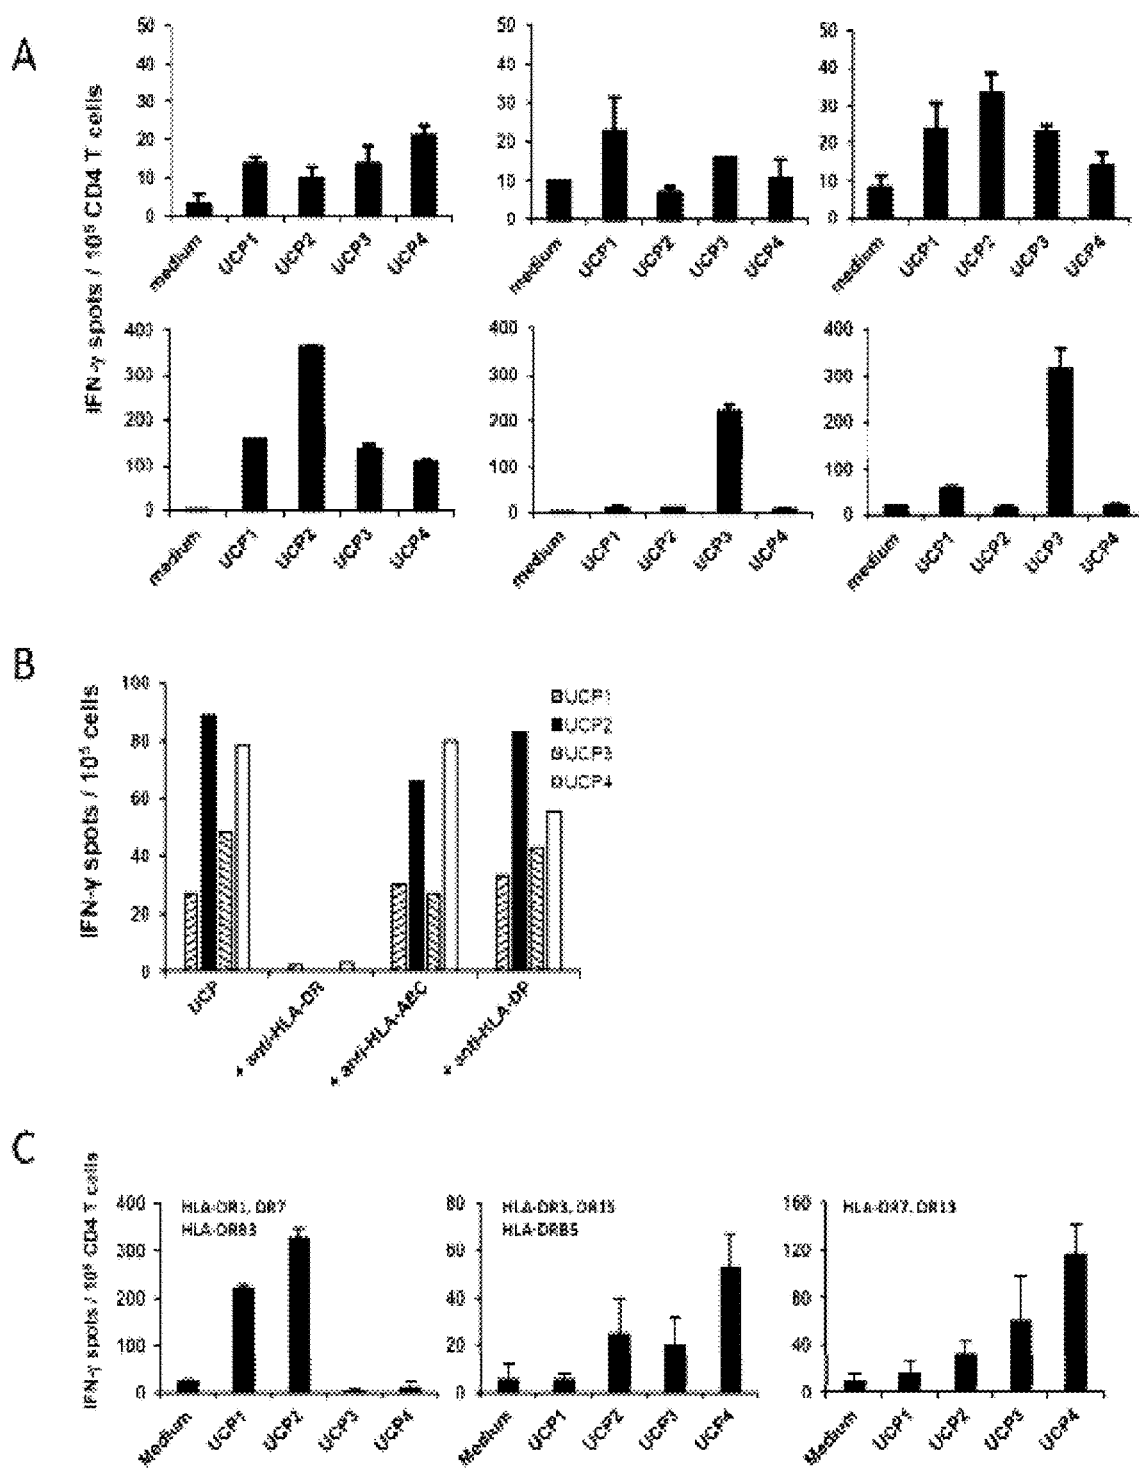 A
IFN-γ spots / 10⁵ CD4 T cells
50
40
30
20
10
0
medium
UCP1
UCP2
UCP3
UCP4
50
40
30
20
10
0
medium
UCP1
UCP2
UCP3
UCP4
50
40
30
20
10
0
medium
UCP1
UCP2
UCP3
UCP4
400
300
200
100
0
medium
UCP1
UCP2
UCP3
UCP4
400
300
200
100
0
medium
UCP1
UCP2
UCP3
UCP4
400
300
200
100
0
medium
UCP1
UCP2
UCP3
UCP4
B
IFN-γ spots / 10⁵ cells
100
80
60
40
20
0
UCP
+ anti-HLA-DR
+ anti-HLA-ABC
+ anti-HLA-DP
UCP1
UCP2
UCP3
UCP4
C
IFN-γ spots / 10⁵ CD4 T cells
400
300
200
100
0
HLA-DR1, DR7
HLA-DRB3
Medium
UCP1
UCP2
UCP3
UCP4
80
60
40
20
0
HLA-DR3, DR15
HLA-DRB5
Medium
UCP1
UCP2
UCP3
UCP4
160
120
80
40
0
HLA-DR7, DR13
Medium
UCP1
UCP2
UCP3
UCP4